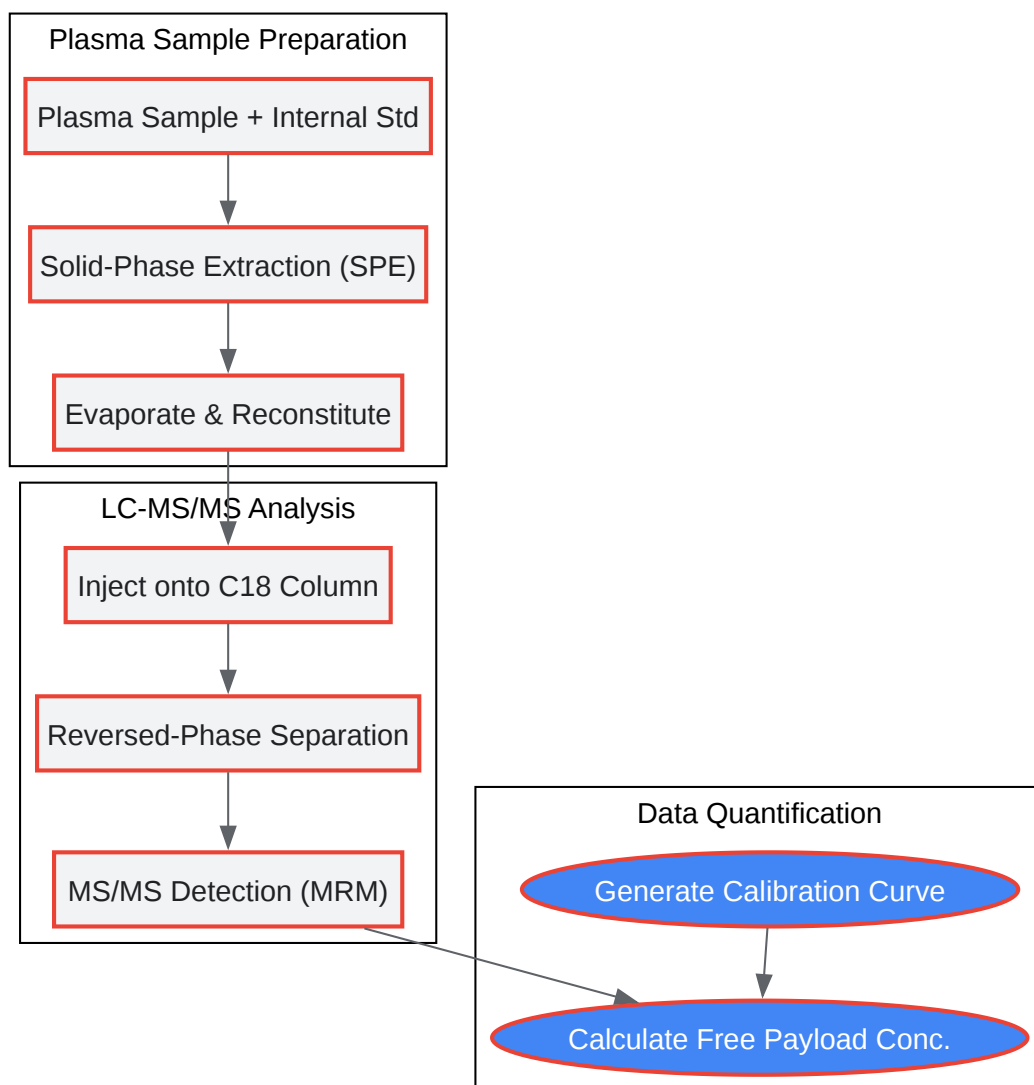 Plasma Sample Preparation
Plasma Sample + Internal Std
Solid-Phase Extraction (SPE)
Evaporate & Reconstitute
LC-MS/MS Analysis
Inject onto C18 Column
Reversed-Phase Separation
MS/MS Detection (MRM)
Data Quantification
Generate Calibration Curve
Calculate Free Payload Conc.